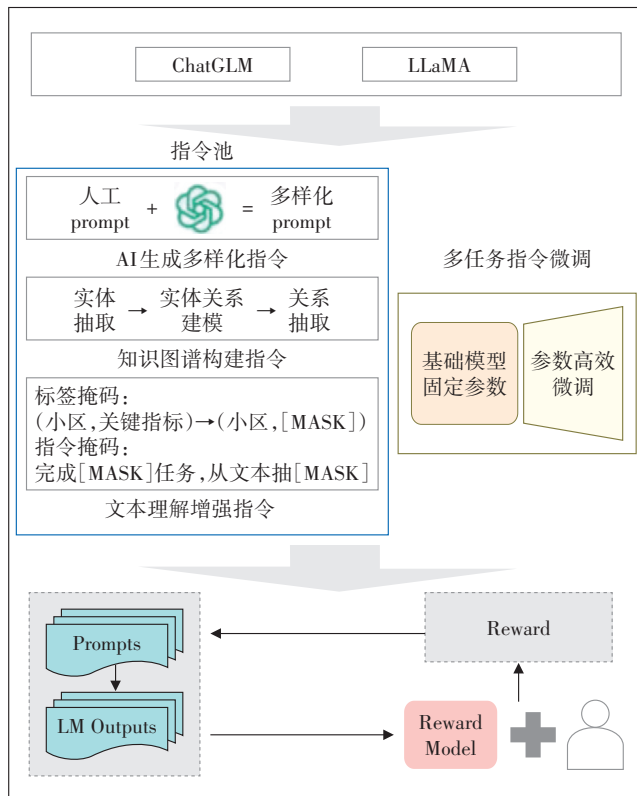 ChatGLM
LLaMA
指令池
人工
prompt
+
=
多样化
prompt
AI生成多样化指令
实体
抽取
→
实体关系
建模
→
关系
抽取
知识图谱构建指令
标签掩码:
(小区,关键指标)→(小区,[MASK])
指令掩码:
完成[MASK]任务,从文本抽[MASK]
文本理解增强指令
多任务指令微调
基础模型
固定参数
参数高效
微调
Prompts
LM Outputs
Reward
Reward
Model